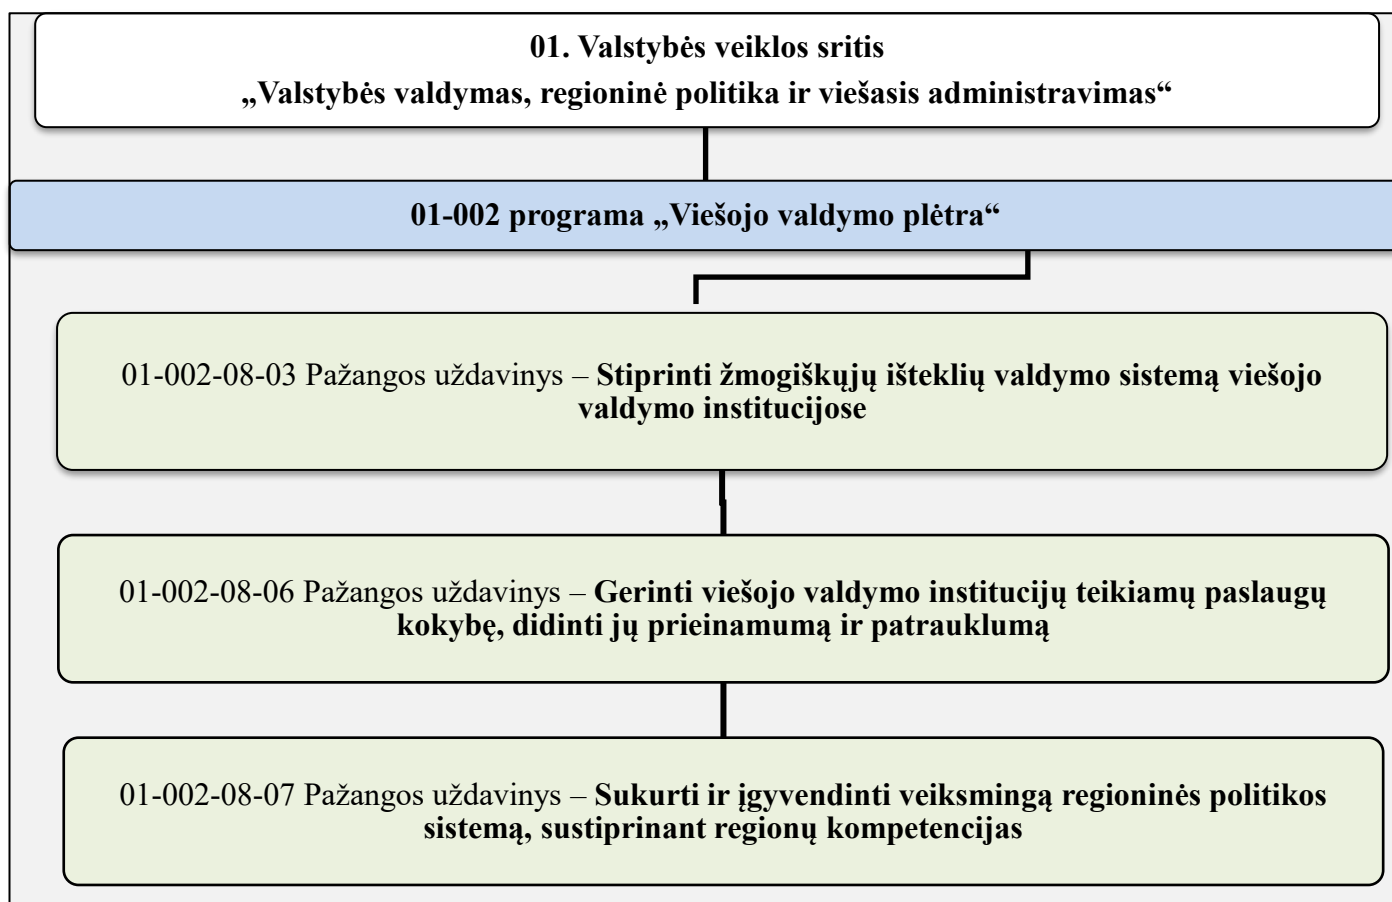 01. Valstybės veiklos sritis
„Valstybės valdymas, regioninė politika ir viešasis administravimas“
01-002 programa „Viešojo valdymo plėtra“
01-002-08-03 Pažangos uždavinys – Stiprinti žmogiškųjų išteklių valdymo sistemą viešojo
valdymo institucijose
01-002-08-06 Pažangos uždavinys – Gerinti viešojo valdymo institucijų teikiamų paslaugų
kokybę, didinti jų prieinamumą ir patrauklumą
01-002-08-07 Pažangos uždavinys – Sukurti ir įgyvendinti veiksmingą regioninės politikos
sistemą, sustiprinant regionų kompetencijas